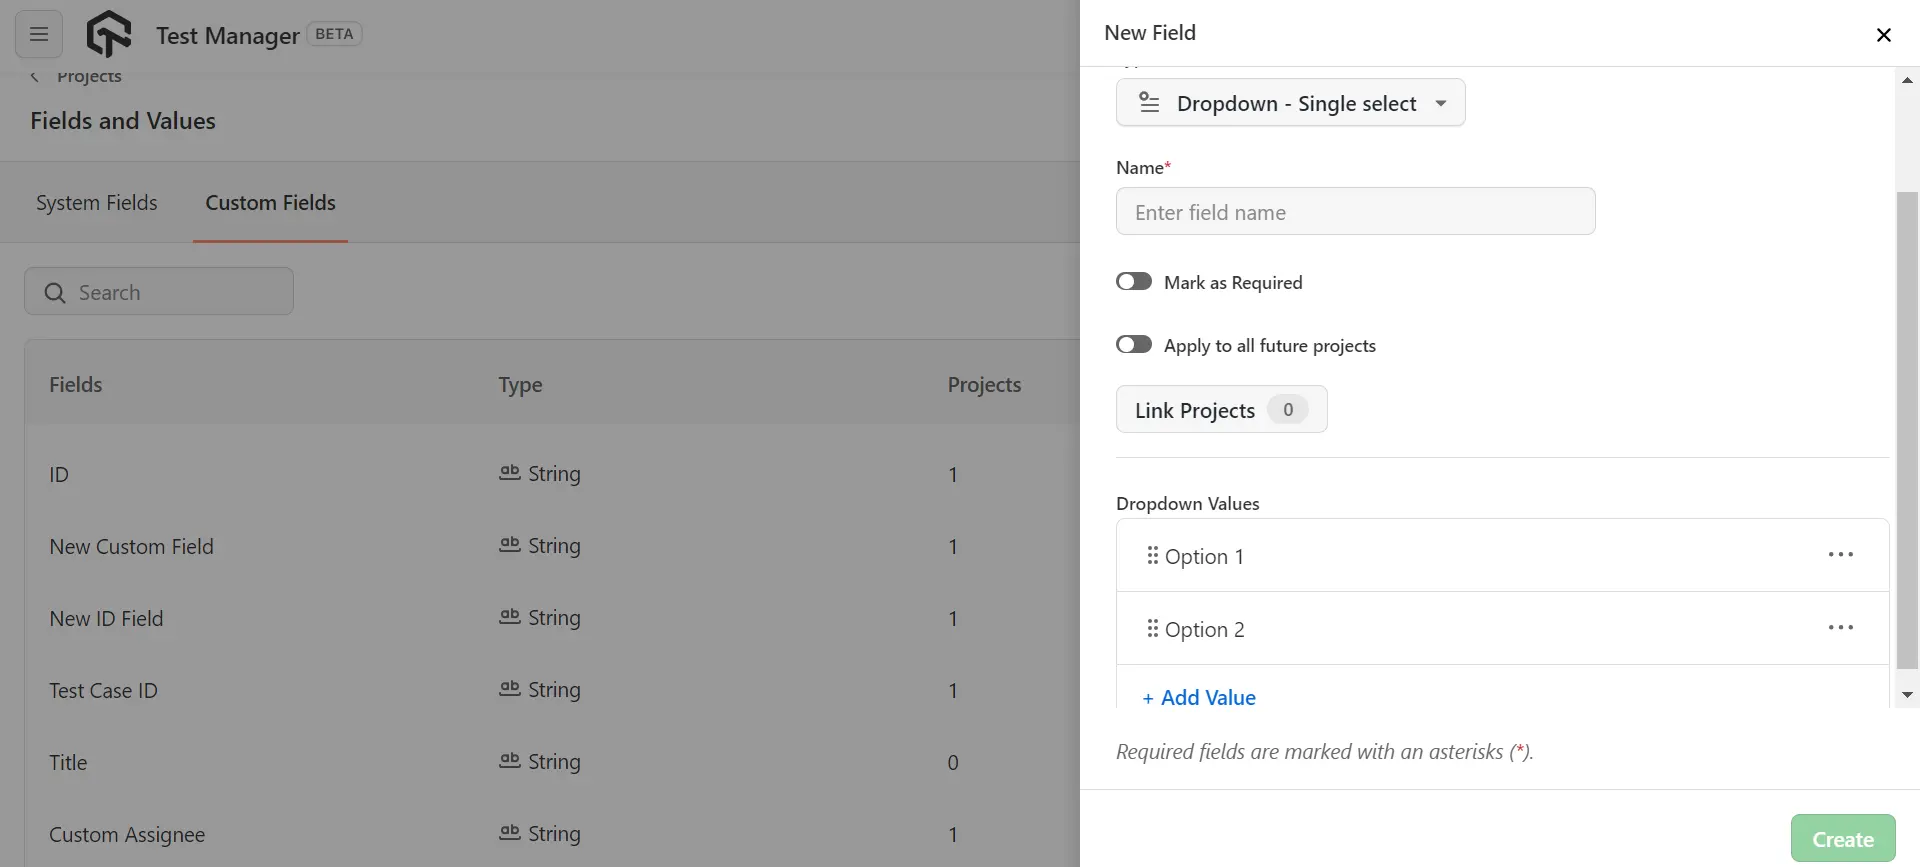 Test Manager BETA
Projects
Fields and Values
System Fields Custom Fields
Search
Fields Type Projects
ID ab String 1
New Custom Field ab String 1
New ID Field ab String 1
Test Case ID ab String 1
Title ab String 0
Custom Assignee ab String 1
New Field
Dropdown - Single select
Name*
Enter field name
Mark as Required
Apply to all future projects
Link Projects 0
Dropdown Values
Option 1
Option 2
+ Add Value
Required fields are marked with an asterisks (*).
Create